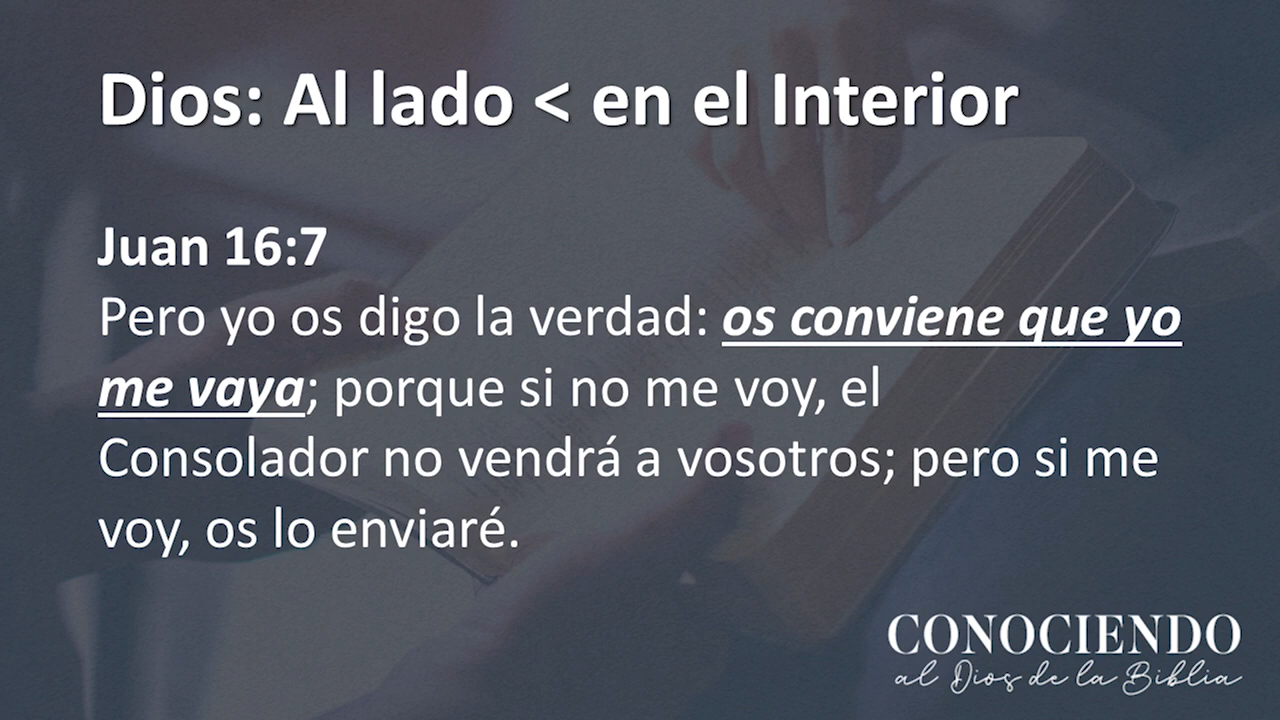 Dios: Al lado < en el Interior
Juan 16:7
Pero yo os digo la verdad: os conviene que yo
me vaya; porque si no me voy, el
Consolador no vendrá a vosotros; pero si me
voy, os lo enviaré.
CONOCIENDO
al Dios de la Biblia